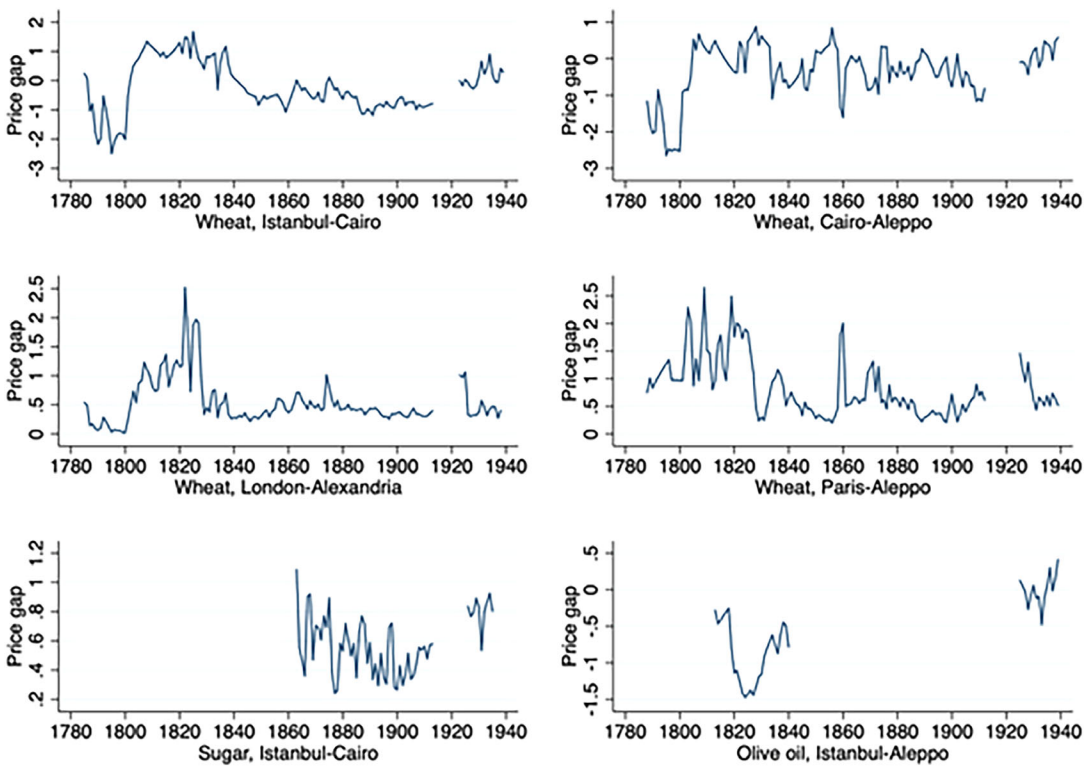 Price gap
2
1
0
-1
-2
-3
1780 1800 1820 1840 1860 1880 1900 1920 1940
Wheat, Istanbul-Cairo
Price gap
1
0
-1
-2
-3
1780 1800 1820 1840 1860 1880 1900 1920 1940
Wheat, Cairo-Aleppo
Price gap
2.5
2
1.5
1
.5
0
1780 1800 1820 1840 1860 1880 1900 1920 1940
Wheat, London-Alexandria
Price gap
2.5
2
1.5
1
.5
0
1780 1800 1820 1840 1860 1880 1900 1920 1940
Wheat, Paris-Aleppo
Price gap
1.2
1
.8
.6
.4
.2
1780 1800 1820 1840 1860 1880 1900 1920 1940
Sugar, Istanbul-Cairo
Price gap
.5
0
-.5
-1
-1.5
1780 1800 1820 1840 1860 1880 1900 1920 1940
Olive oil, Istanbul-Aleppo